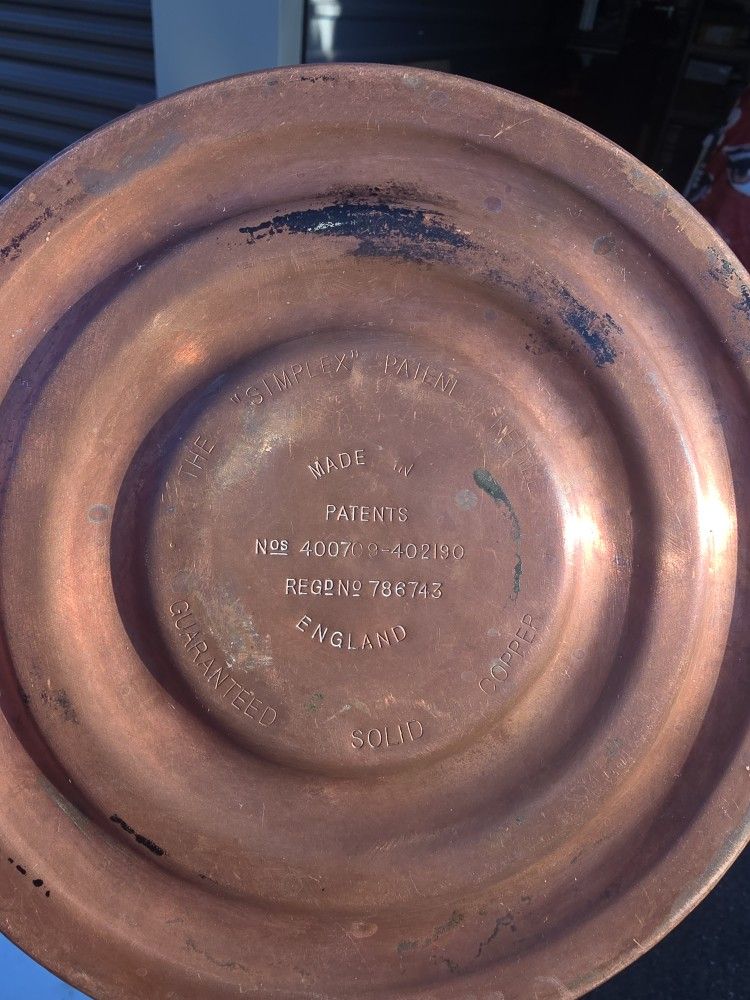 THE "SIMPLEX" PATENT KETTLE
MADE IN
PATENTS
Nos 400709-402190
REGD No 786743
ENGLAND
GUARANTEED SOLID COPPER